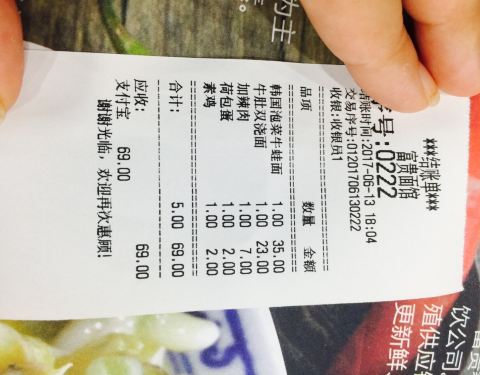 ***结账单***
富贵面馆
序号:0222
结账时间:2017-06-13 18:04
交易序号:01201706130222
收银:收银员1
品项 数量 金额
韩国泡菜牛蛙面 1.00 35.00
牛肚双浇面 1.00 23.00
加辣肉 1.00 7.00
荷包蛋 1.00 2.00
素鸡 1.00 2.00
合计: 5.00 69.00
应收: 69.00
支付宝 69.00
谢谢光临, 欢迎再次惠顾!
为主
饮公司
殖供应
更新鲜